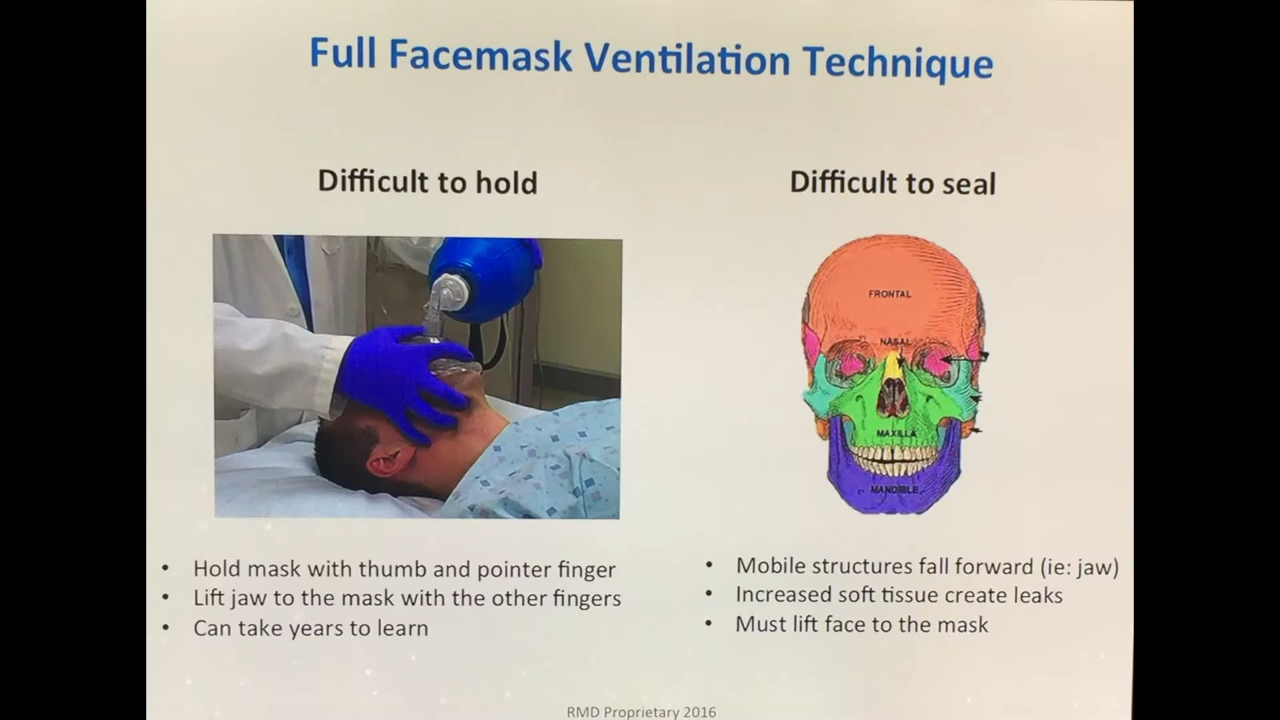 Full Facemask Ventilation Technique
Difficult to hold
Difficult to seal
FRONTAL
NASAL
MAXILLA
MANDIBLE
• Hold mask with thumb and pointer finger
• Lift jaw to the mask with the other fingers
• Can take years to learn
• Mobile structures fall forward (ie: jaw)
• Increased soft tissue create leaks
• Must lift face to the mask
RMD Proprietary 2016